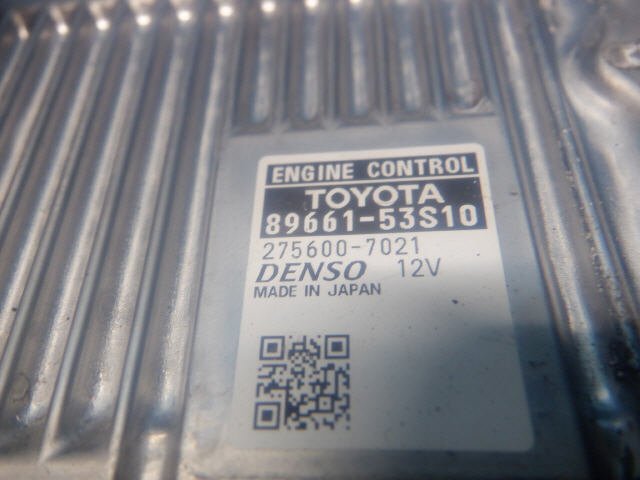 ENGINE CONTROL
TOYOTA
89661-53S10
275600-7021
DENSO 12V
MADE IN JAPAN